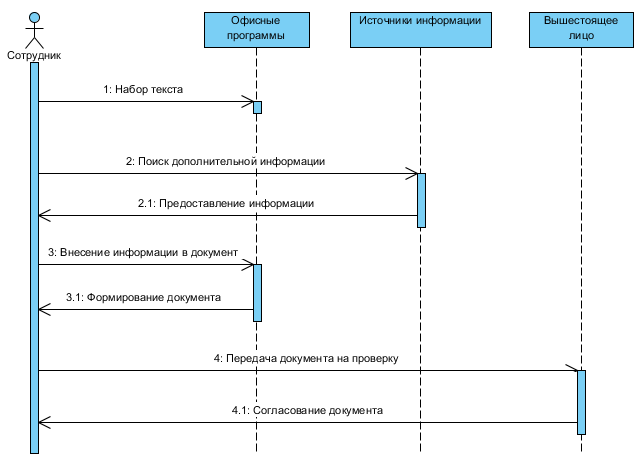 Сотрудник
Офисные
программы
Источники информации
Вышестоящее
лицо
1: Набор текста
2: Поиск дополнительной информации
2.1: Предоставление информации
3: Внесение информации в документ
3.1: Формирование документа
4: Передача документа на проверку
4.1: Согласование документа